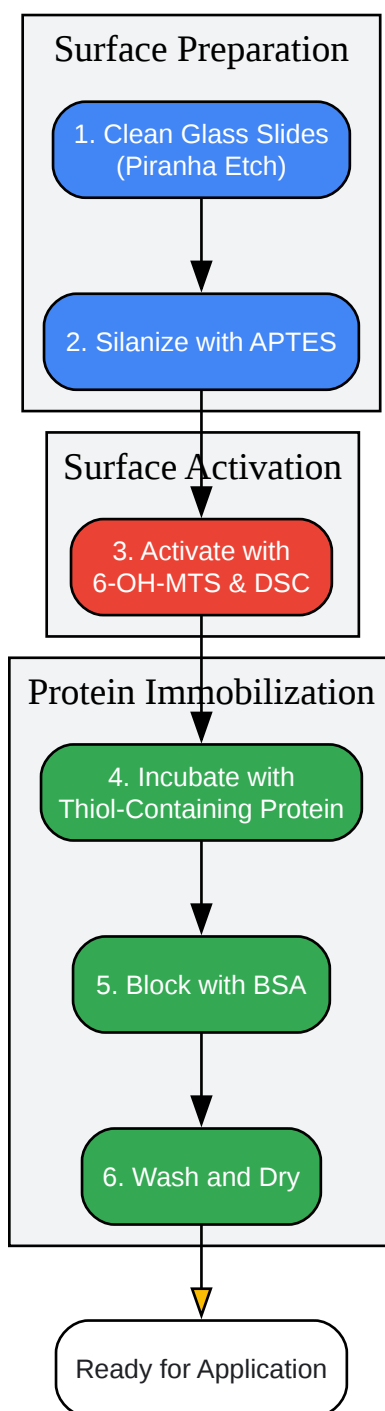 Surface Preparation
1. Clean Glass Slides
(Piranha Etch)
2. Silanize with APTES
Surface Activation
3. Activate with
6-OH-MTS & DSC
Protein Immobilization
4. Incubate with
Thiol-Containing Protein
5. Block with BSA
6. Wash and Dry
Ready for Application